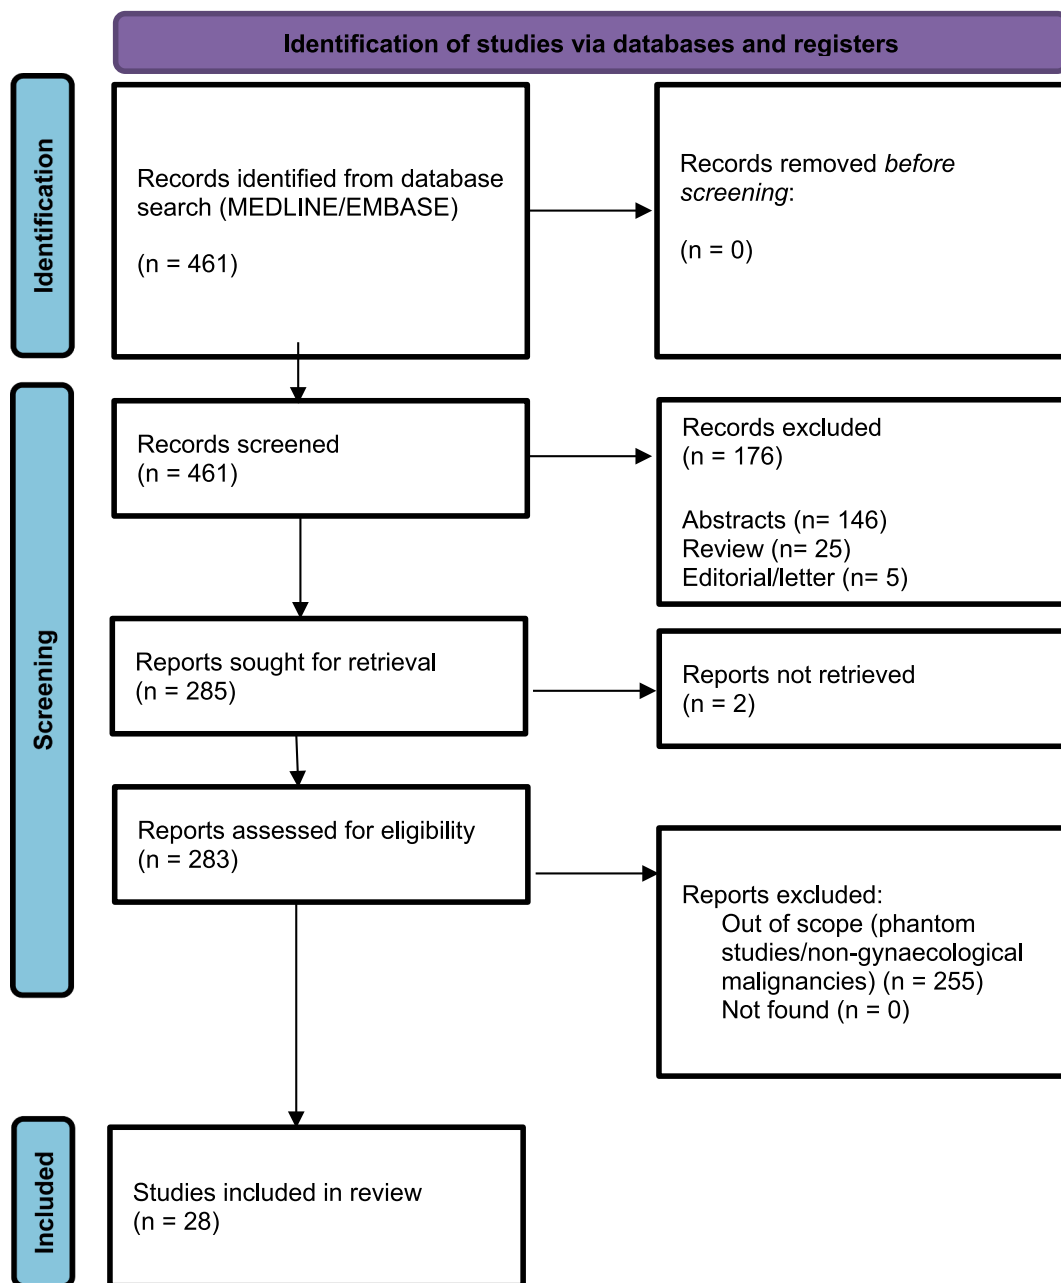 Identification of studies via databases and registers
Identification
Records identified from database
search (MEDLINE/EMBASE)
(n = 461)
Records removed before
screening:
(n = 0)
Screening
Records screened
(n = 461)
Records excluded
(n = 176)
Abstracts (n= 146)
Review (n= 25)
Editorial/letter (n= 5)
Reports sought for retrieval
(n = 285)
Reports not retrieved
(n = 2)
Reports assessed for eligibility
(n = 283)
Reports excluded:
Out of scope (phantom
studies/non-gynaecological
malignancies) (n = 255)
Not found (n = 0)
Included
Studies included in review
(n = 28)